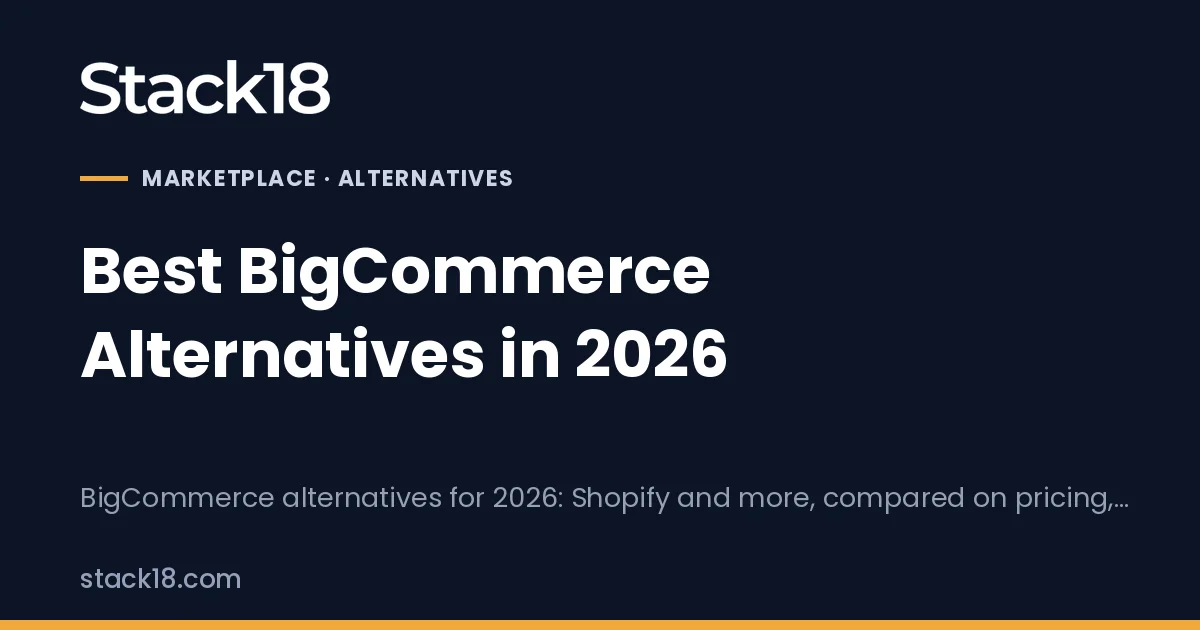 Stack18
MARKETPLACE · ALTERNATIVES
Best BigCommerce
Alternatives in 2026
BigCommerce alternatives for 2026: Shopify and more, compared on pricing,...
stack18.com